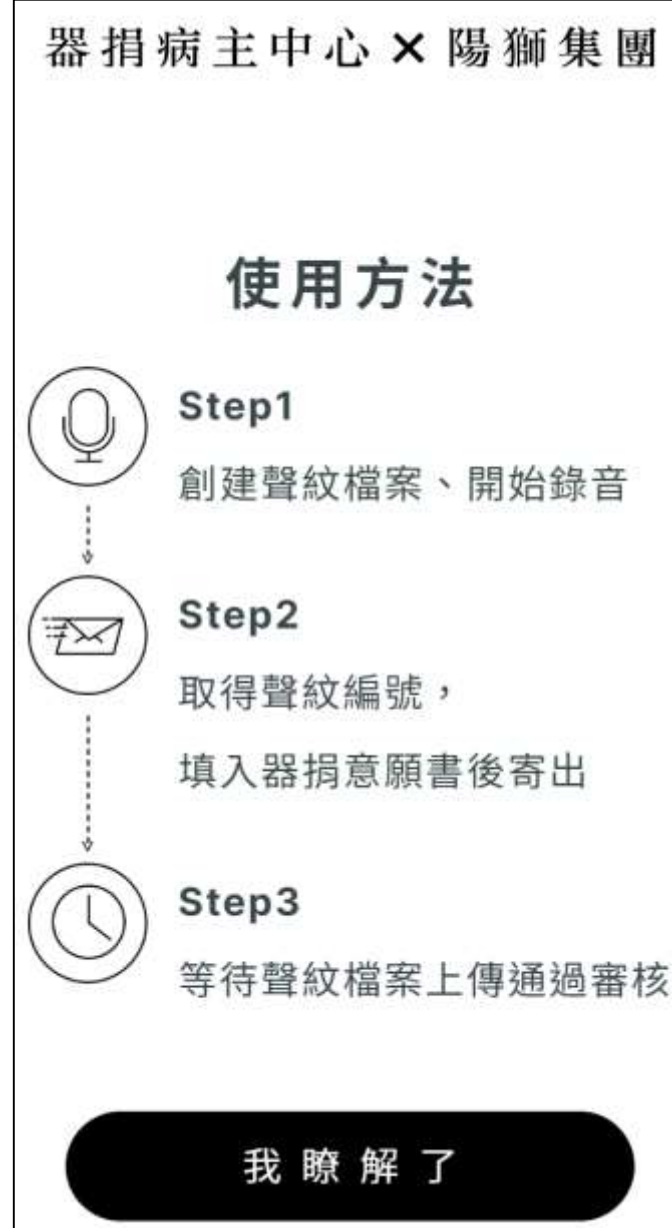 器捐病主中心×陽獅集團
使用方法
Step1
創建聲紋檔案、開始錄音
Step2
取得聲紋編號，
填入器捐意願書後寄出
Step3
等待聲紋檔案上傳通過審核
我瞭解了